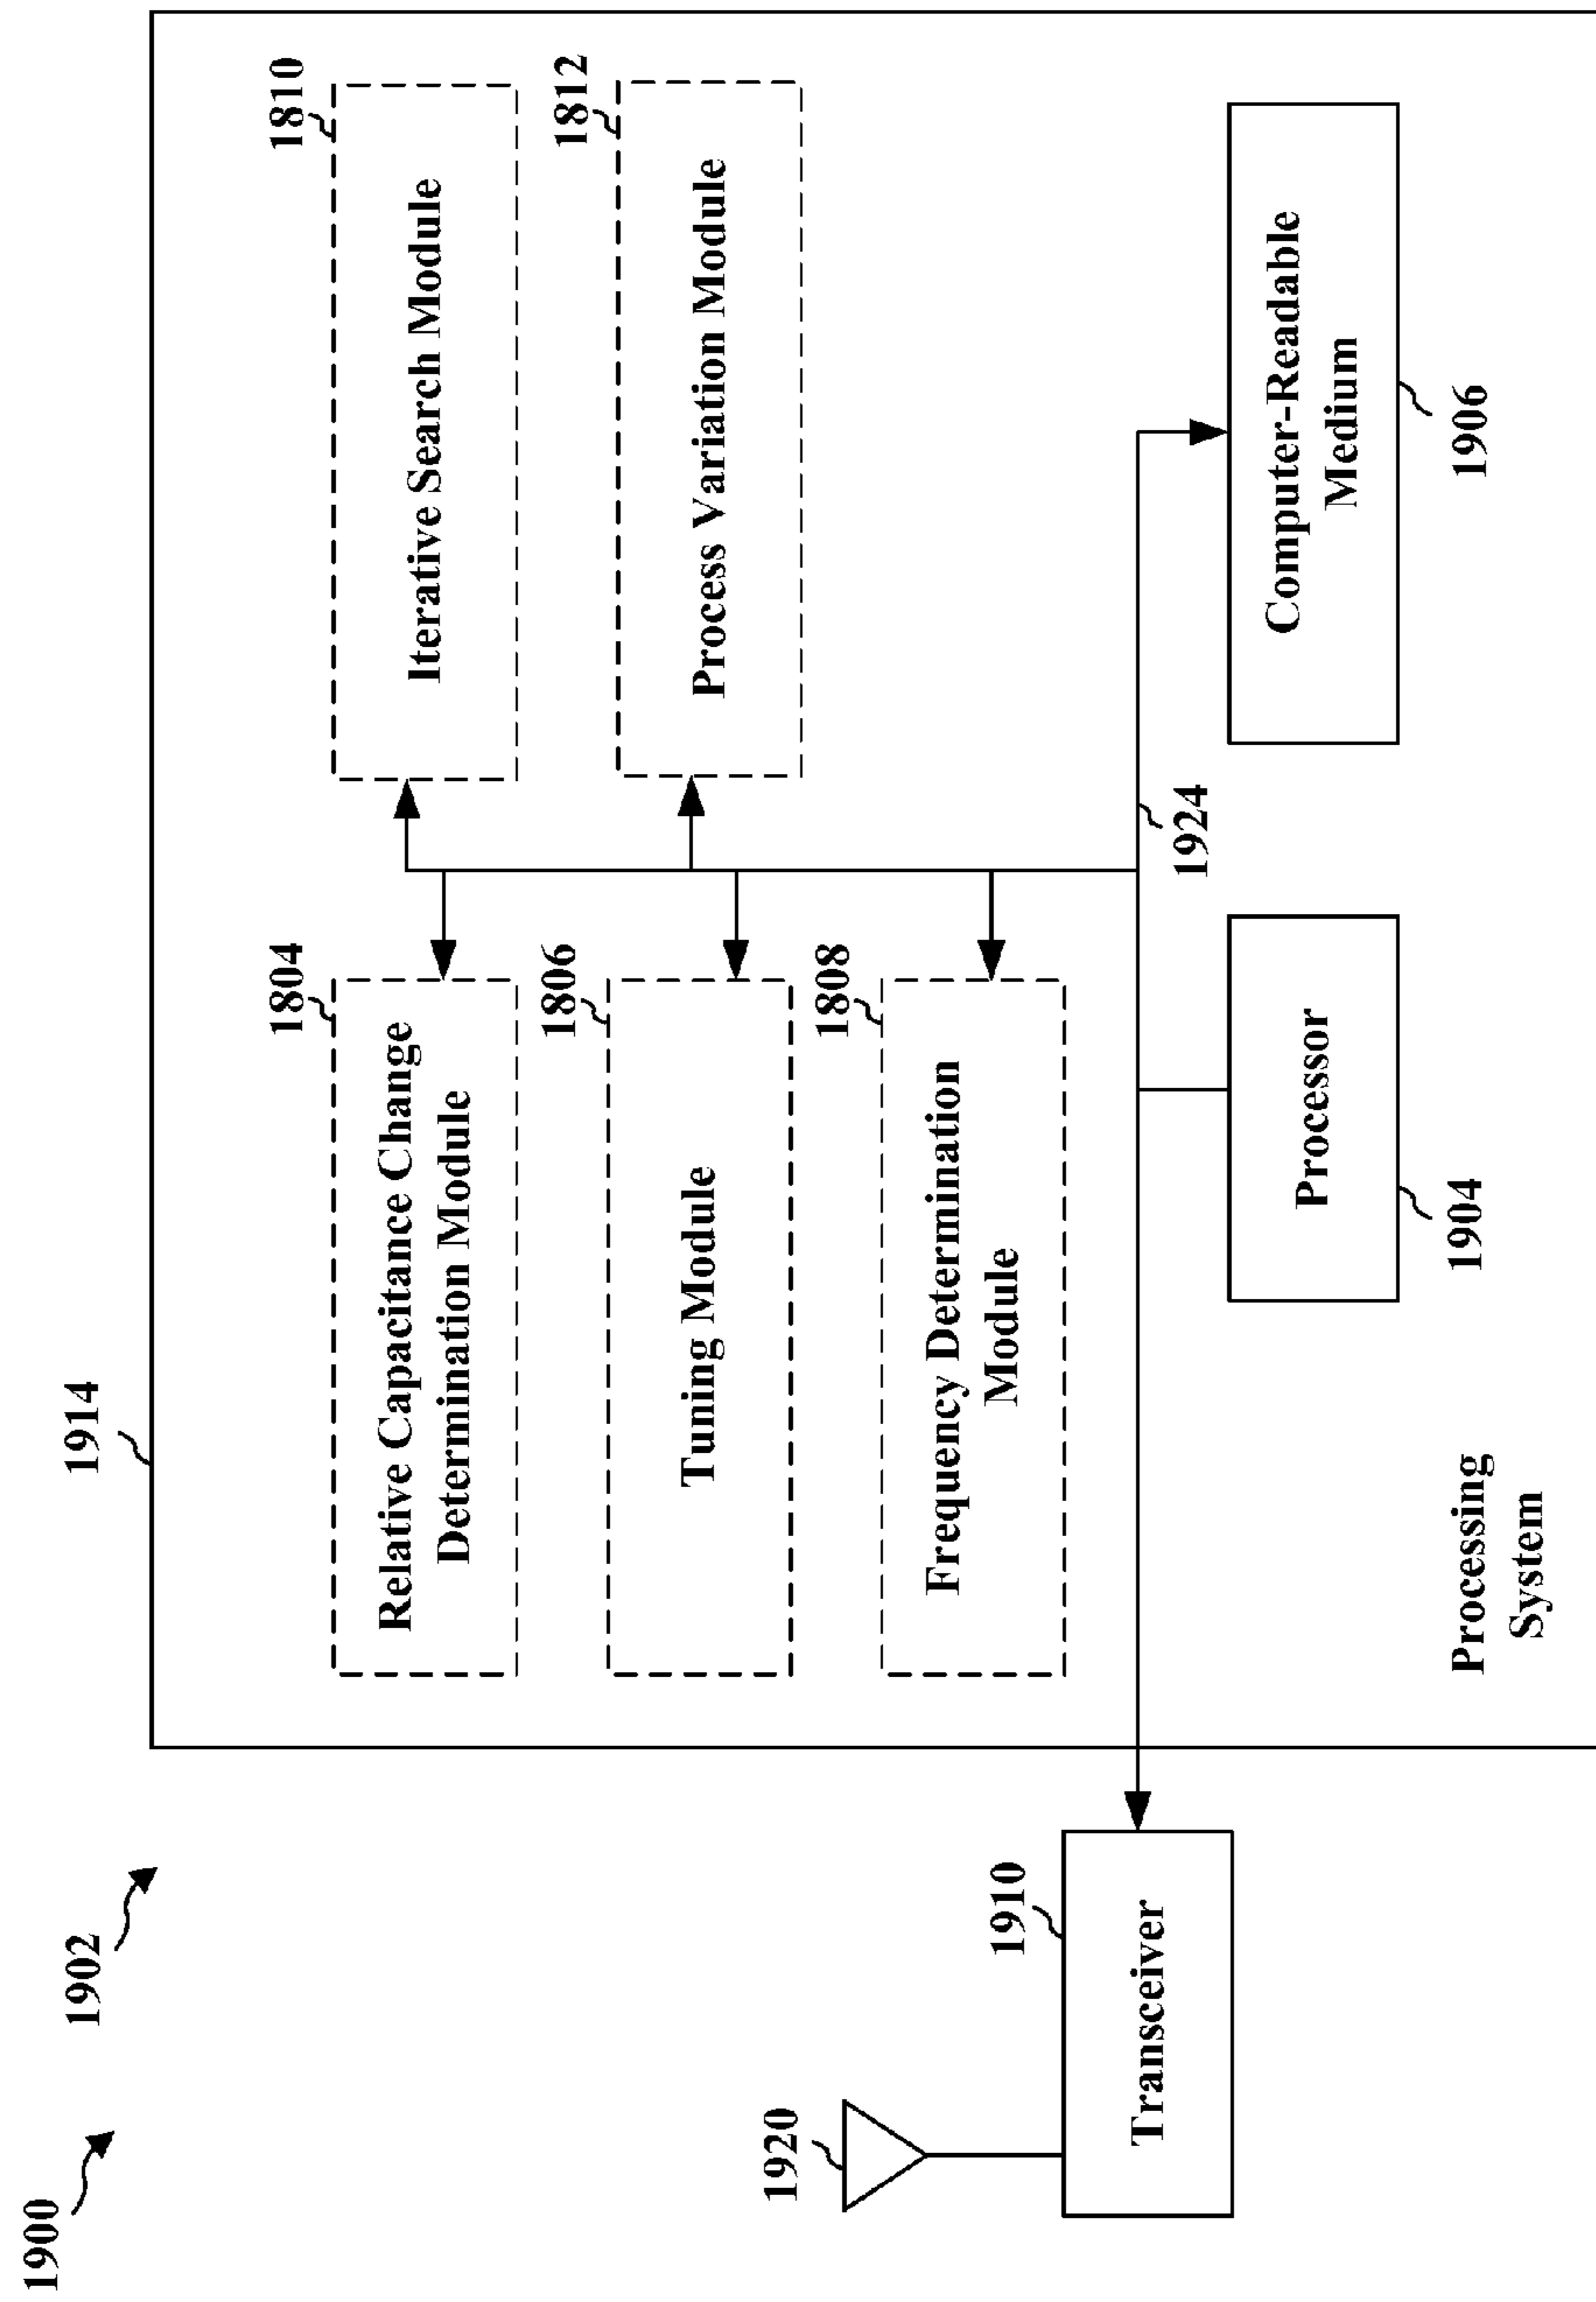 1900
1902
1914
1804
Relative Capacitance Change
Determination Module
1810
Iterative Search Module
1806
Tuning Module
1812
Process Variation Module
1808
Frequency Determination
Module
1920
1910
Transceiver
1924
Processor
1904
Computer-Readable
Medium
1906
Processing
System